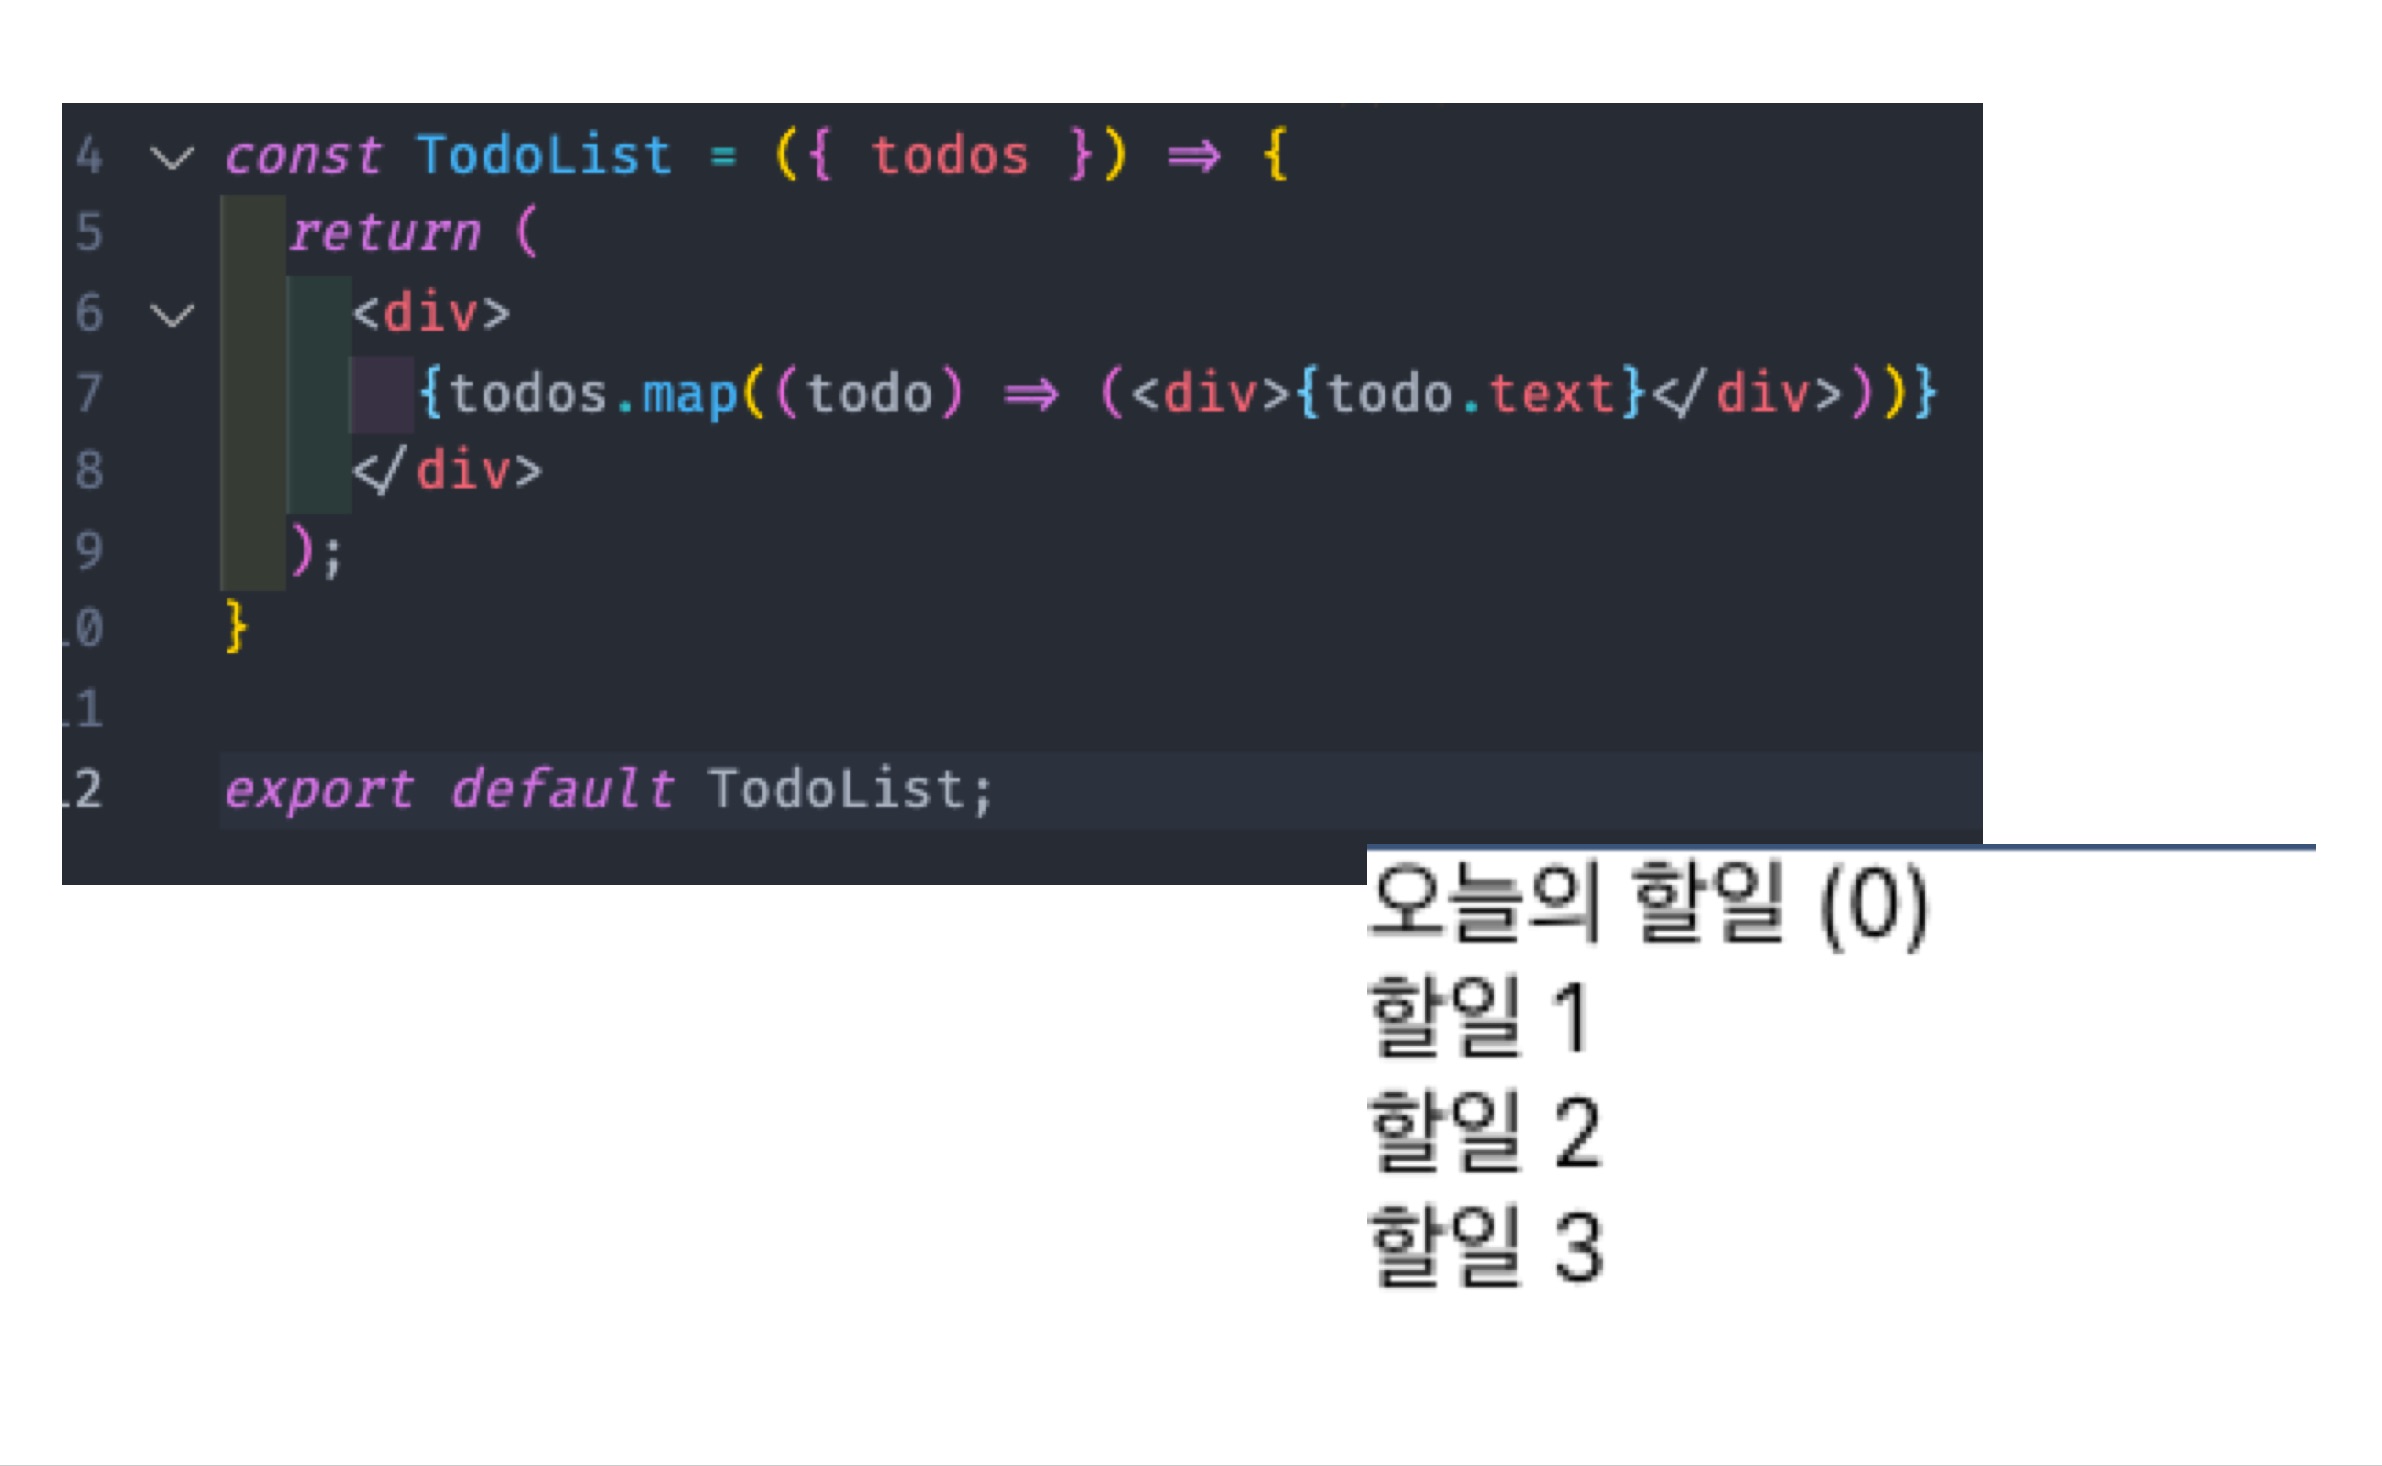 4 const TodoList = ({ todos }) => {
5 return (
6 <div>
7 {todos.map((todo) => (<div>{todo.text}</div>))}
8 </div>
9 );
10 }
11
12 export default TodoList;
오늘의 할일 (0)
할일 1
할일 2
할일 3